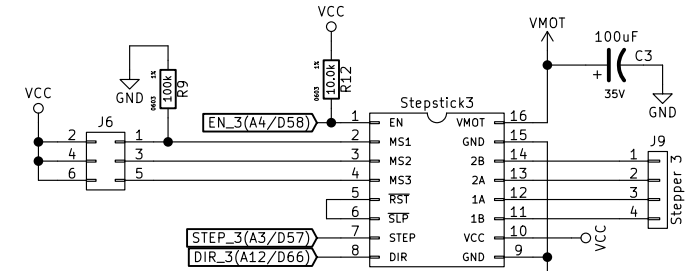 VCC
VMOT
100uF
C3
+
35V
GND
VCC
GND
0603
1%
100k
R9
0603
1%
10.0k
R12
Stepstick3
J6
2 1
4 3
6 5
EN_3(A4/D58)
STEP_3(A3/D57)
DIR_3(A12/D66)
1 EN VMOT 16
2 MS1 GND 15
3 MS2 2B 14
4 MS3 2A 13
5 RST 1A 12
6 SLP 1B 11
7 STEP VCC 10
8 DIR GND 9
VCC
J9
1
2
3
4
Stepper 3